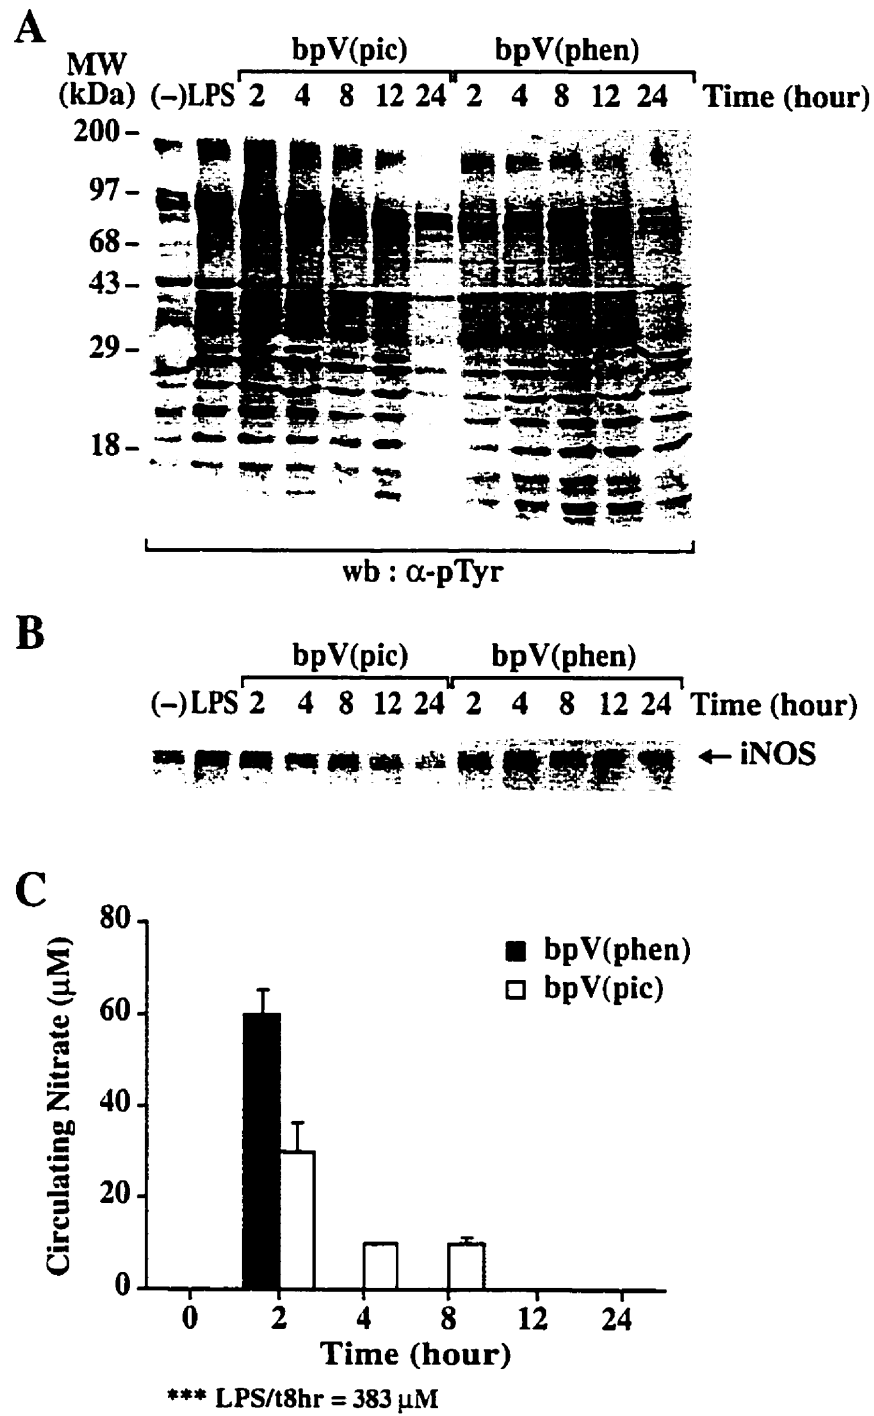 A
bpV(pic) bpV(phen)
MW
(kDa) (-) LPS 2 4 8 12 24 2 4 8 12 24 Time (hour)
200
97
68
43
29
18
wb : α-pTyr
B
bpV(pic) bpV(phen)
(-) LPS 2 4 8 12 24 2 4 8 12 24 Time (hour)
← iNOS
C
80
60
40
20
0
Circulating Nitrate (μM)
bpV(phen)
bpV(pic)
0 2 4 8 12 24
Time (hour)
*** LPS/t8hr = 383 μM